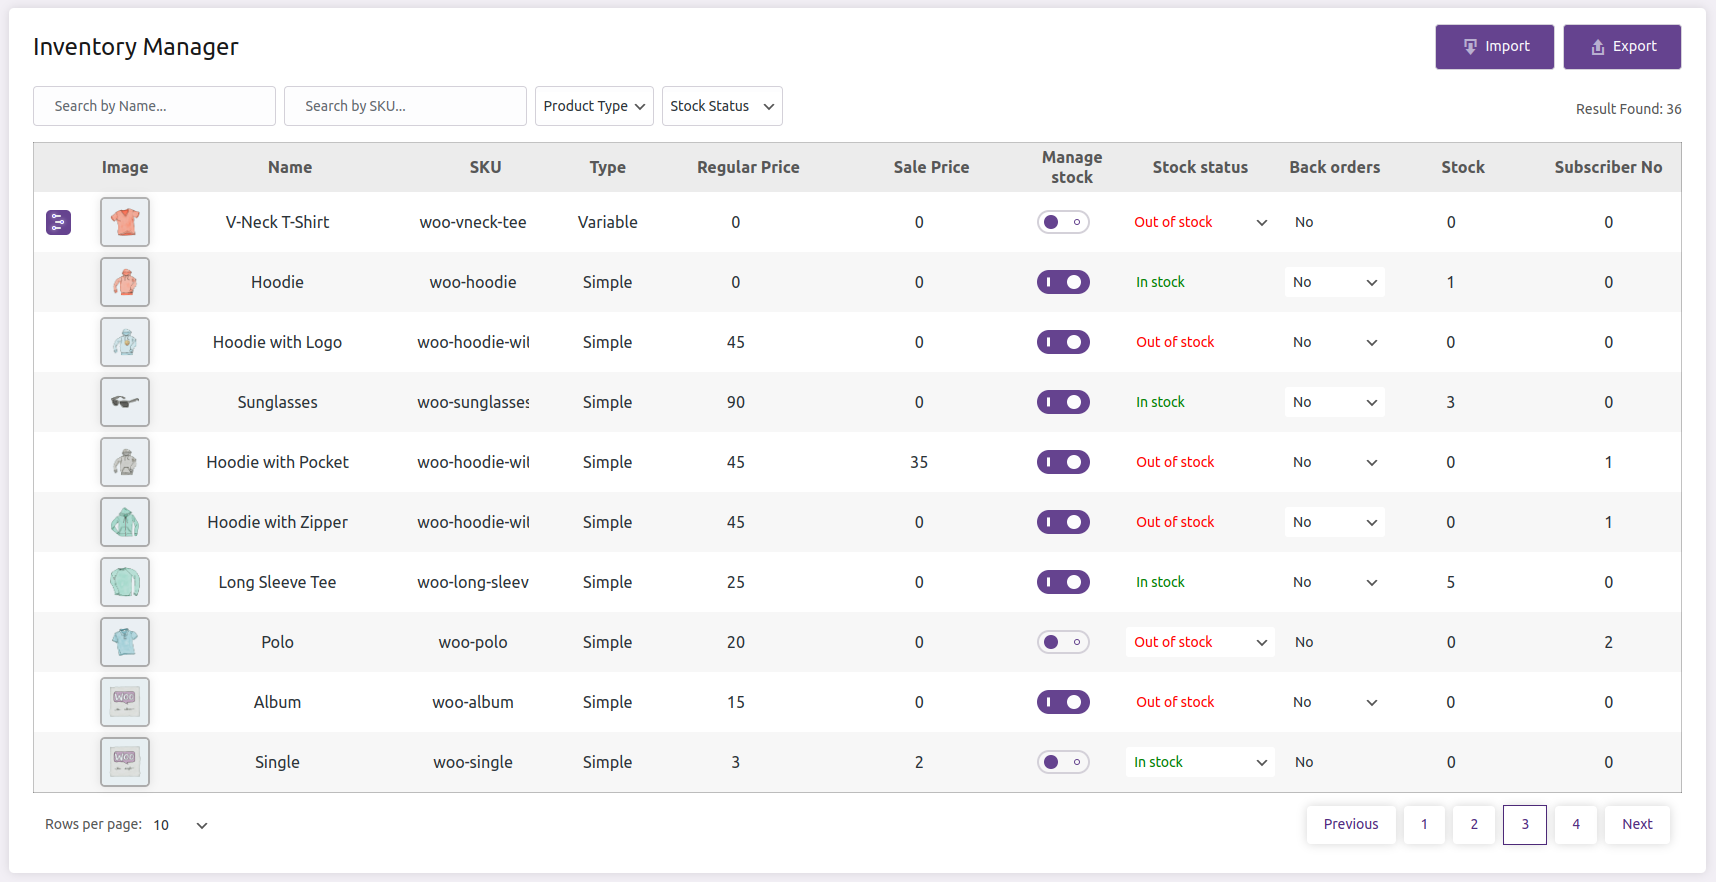 Inventory Manager
Import
Export
Search by Name...
Search by SKU...
Product Type
Stock Status
Result Found: 36
Image Name SKU Type Regular Price Sale Price Manage stock Stock status Back orders Stock Subscriber No
V-Neck T-Shirt woo-vneck-tee Variable 0 0 Out of stock No 0 0
Hoodie woo-hoodie Simple 0 0 In stock No 1 0
Hoodie with Logo woo-hoodie-wit Simple 45 0 Out of stock No 0 0
Sunglasses woo-sunglasses Simple 90 0 In stock No 3 0
Hoodie with Pocket woo-hoodie-wit Simple 45 35 Out of stock No 0 1
Hoodie with Zipper woo-hoodie-wit Simple 45 0 Out of stock No 0 1
Long Sleeve Tee woo-long-sleev Simple 25 0 In stock No 5 0
Polo woo-polo Simple 20 0 Out of stock No 0 2
Album woo-album Simple 15 0 Out of stock No 0 0
Single woo-single Simple 3 2 In stock No 0 0
Rows per page: 10
Previous 1 2 3 4 Next